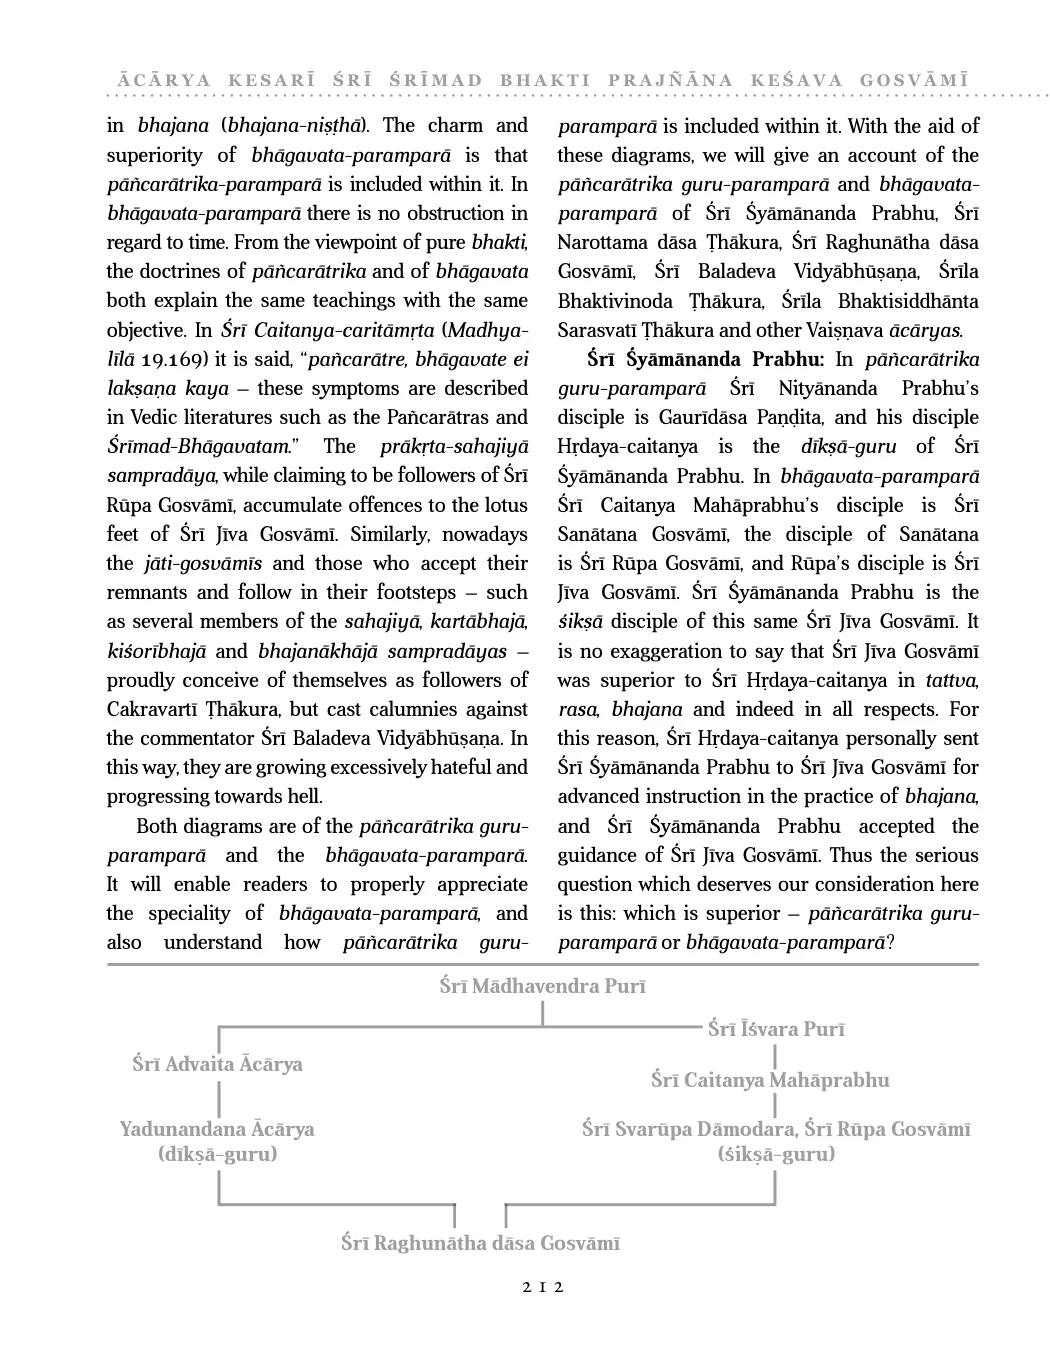 ĀCĀRYA KESARĪ ŚRĪ ŚRĪMAD BHAKTI PRAJÑĀNA KEŚAVA GOSVĀMĪ
in bhajana (bhajana-niṣṭhā). The charm and
superiority of bhāgavata-paramparā is that
pāñcarātrika-paramparā is included within it. In
bhāgavata-paramparā there is no obstruction in
regard to time. From the viewpoint of pure bhakti,
the doctrines of pāñcarātrika and of bhāgavata
both explain the same teachings with the same
objective. In Śrī Caitanya-caritāmṛta (Madhya-
līlā 19.169) it is said, “pañcarātre, bhāgavate ei
lakṣaṇa kaya – these symptoms are described
in Vedic literatures such as the Pañcarātras and
Śrīmad-Bhāgavatam.” The prākṛta-sahajiyā
sampradāya, while claiming to be followers of Śrī
Rūpa Gosvāmī, accumulate offences to the lotus
feet of Śrī Jīva Gosvāmī. Similarly, nowadays
the jāti-gosvāmīs and those who accept their
remnants and follow in their footsteps – such
as several members of the sahajiyā, kartābhajā,
kiśorībhajā and bhajanākhājā sampradāyas –
proudly conceive of themselves as followers of
Cakravartī Ṭhākura, but cast calumnies against
the commentator Śrī Baladeva Vidyābhūṣaṇa. In
this way, they are growing excessively hateful and
progressing towards hell.
Both diagrams are of the pāñcarātrika guru-
paramparā and the bhāgavata-paramparā.
It will enable readers to properly appreciate
the speciality of bhāgavata-paramparā, and
also understand how pāñcarātrika guru-
paramparā is included within it. With the aid of
these diagrams, we will give an account of the
pāñcarātrika guru-paramparā and bhāgavata-
paramparā of Śrī Śyāmānanda Prabhu, Śrī
Narottama dāsa Ṭhākura, Śrī Raghunātha dāsa
Gosvāmī, Śrī Baladeva Vidyābhūṣaṇa, Śrīla
Bhaktivinoda Ṭhākura, Śrīla Bhaktisiddhānta
Sarasvatī Ṭhākura and other Vaiṣṇava ācāryas.
Śrī Śyāmānanda Prabhu: In pāñcarātrika
guru-paramparā Śrī Nityānanda Prabhu’s
disciple is Gaurīdāsa Paṇḍita, and his disciple
Hṛdaya-caitanya is the dīkṣā-guru of Śrī
Śyāmānanda Prabhu. In bhāgavata-paramparā
Śrī Caitanya Mahāprabhu’s disciple is Śrī
Sanātana Gosvāmī, the disciple of Sanātana
is Śrī Rūpa Gosvāmī, and Rūpa’s disciple is Śrī
Jīva Gosvāmī. Śrī Śyāmānanda Prabhu is the
śikṣā disciple of this same Śrī Jīva Gosvāmī. It
is no exaggeration to say that Śrī Jīva Gosvāmī
was superior to Śrī Hṛdaya-caitanya in tattva,
rasa, bhajana and indeed in all respects. For
this reason, Śrī Hṛdaya-caitanya personally sent
Śrī Śyāmānanda Prabhu to Śrī Jīva Gosvāmī for
advanced instruction in the practice of bhajana,
and Śrī Śyāmānanda Prabhu accepted the
guidance of Śrī Jīva Gosvāmī. Thus the serious
question which deserves our consideration here
is this: which is superior – pāñcarātrika guru-
paramparā or bhāgavata-paramparā?
Śrī Mādhavendra Purī
Śrī Īśvara Purī
Śrī Advaita Ācārya
Śrī Caitanya Mahāprabhu
Yadunandana Ācārya
(dīkṣā-guru)
Śrī Svarūpa Dāmodara, Śrī Rūpa Gosvāmī
(śikṣā-guru)
Śrī Raghunātha dāsa Gosvāmī
212